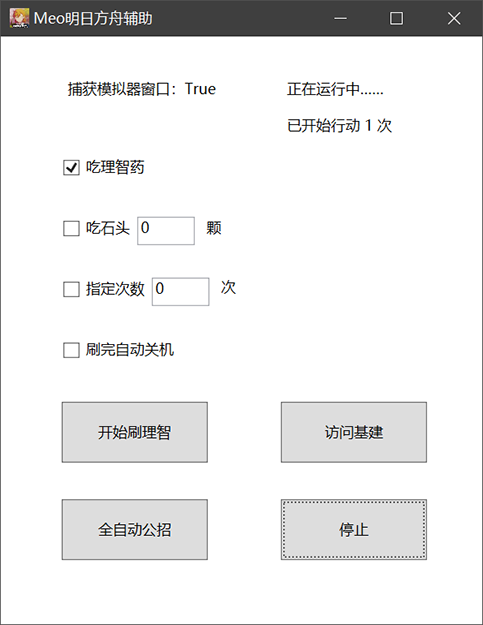 Meo明日方舟辅助
捕获模拟器窗口：True
正在运行中......
已开始行动 1 次
吃理智药
吃石头 0 颗
指定次数 0 次
刷完自动关机
开始刷理智
访问基建
全自动公招
停止